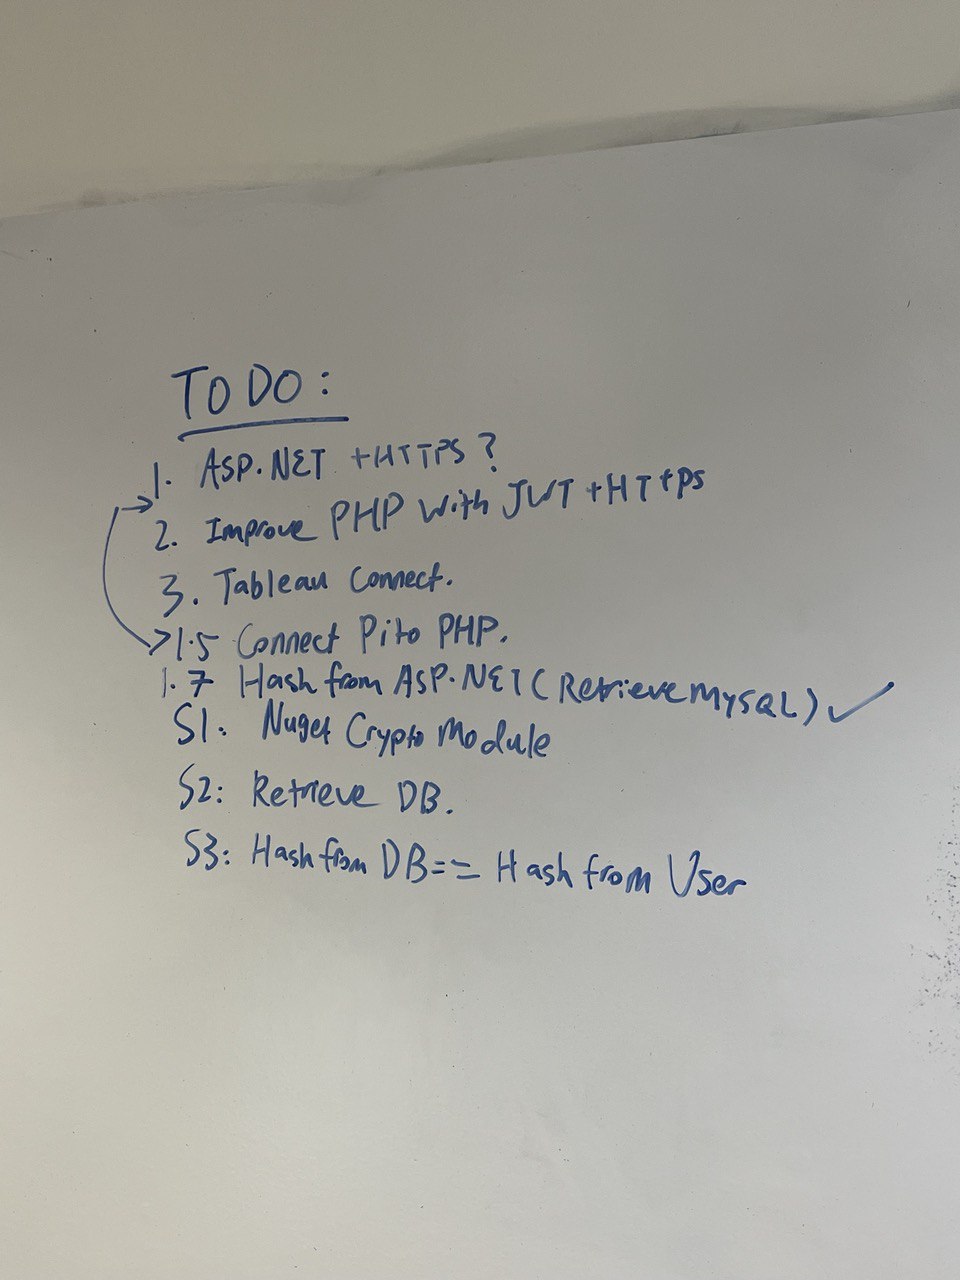 TO DO:
1. ASP.NET +HTTPS?
2. Improve PHP with JWT +HTtps
3. Tableau Connect.
1.5 Connect Pi to PHP.
1.7 Hash from ASP.NET (Retrieve MySQL) ✓
S1: Nuget Crypto Module
S2: Retrieve DB.
S3: Hash from DB == Hash from User